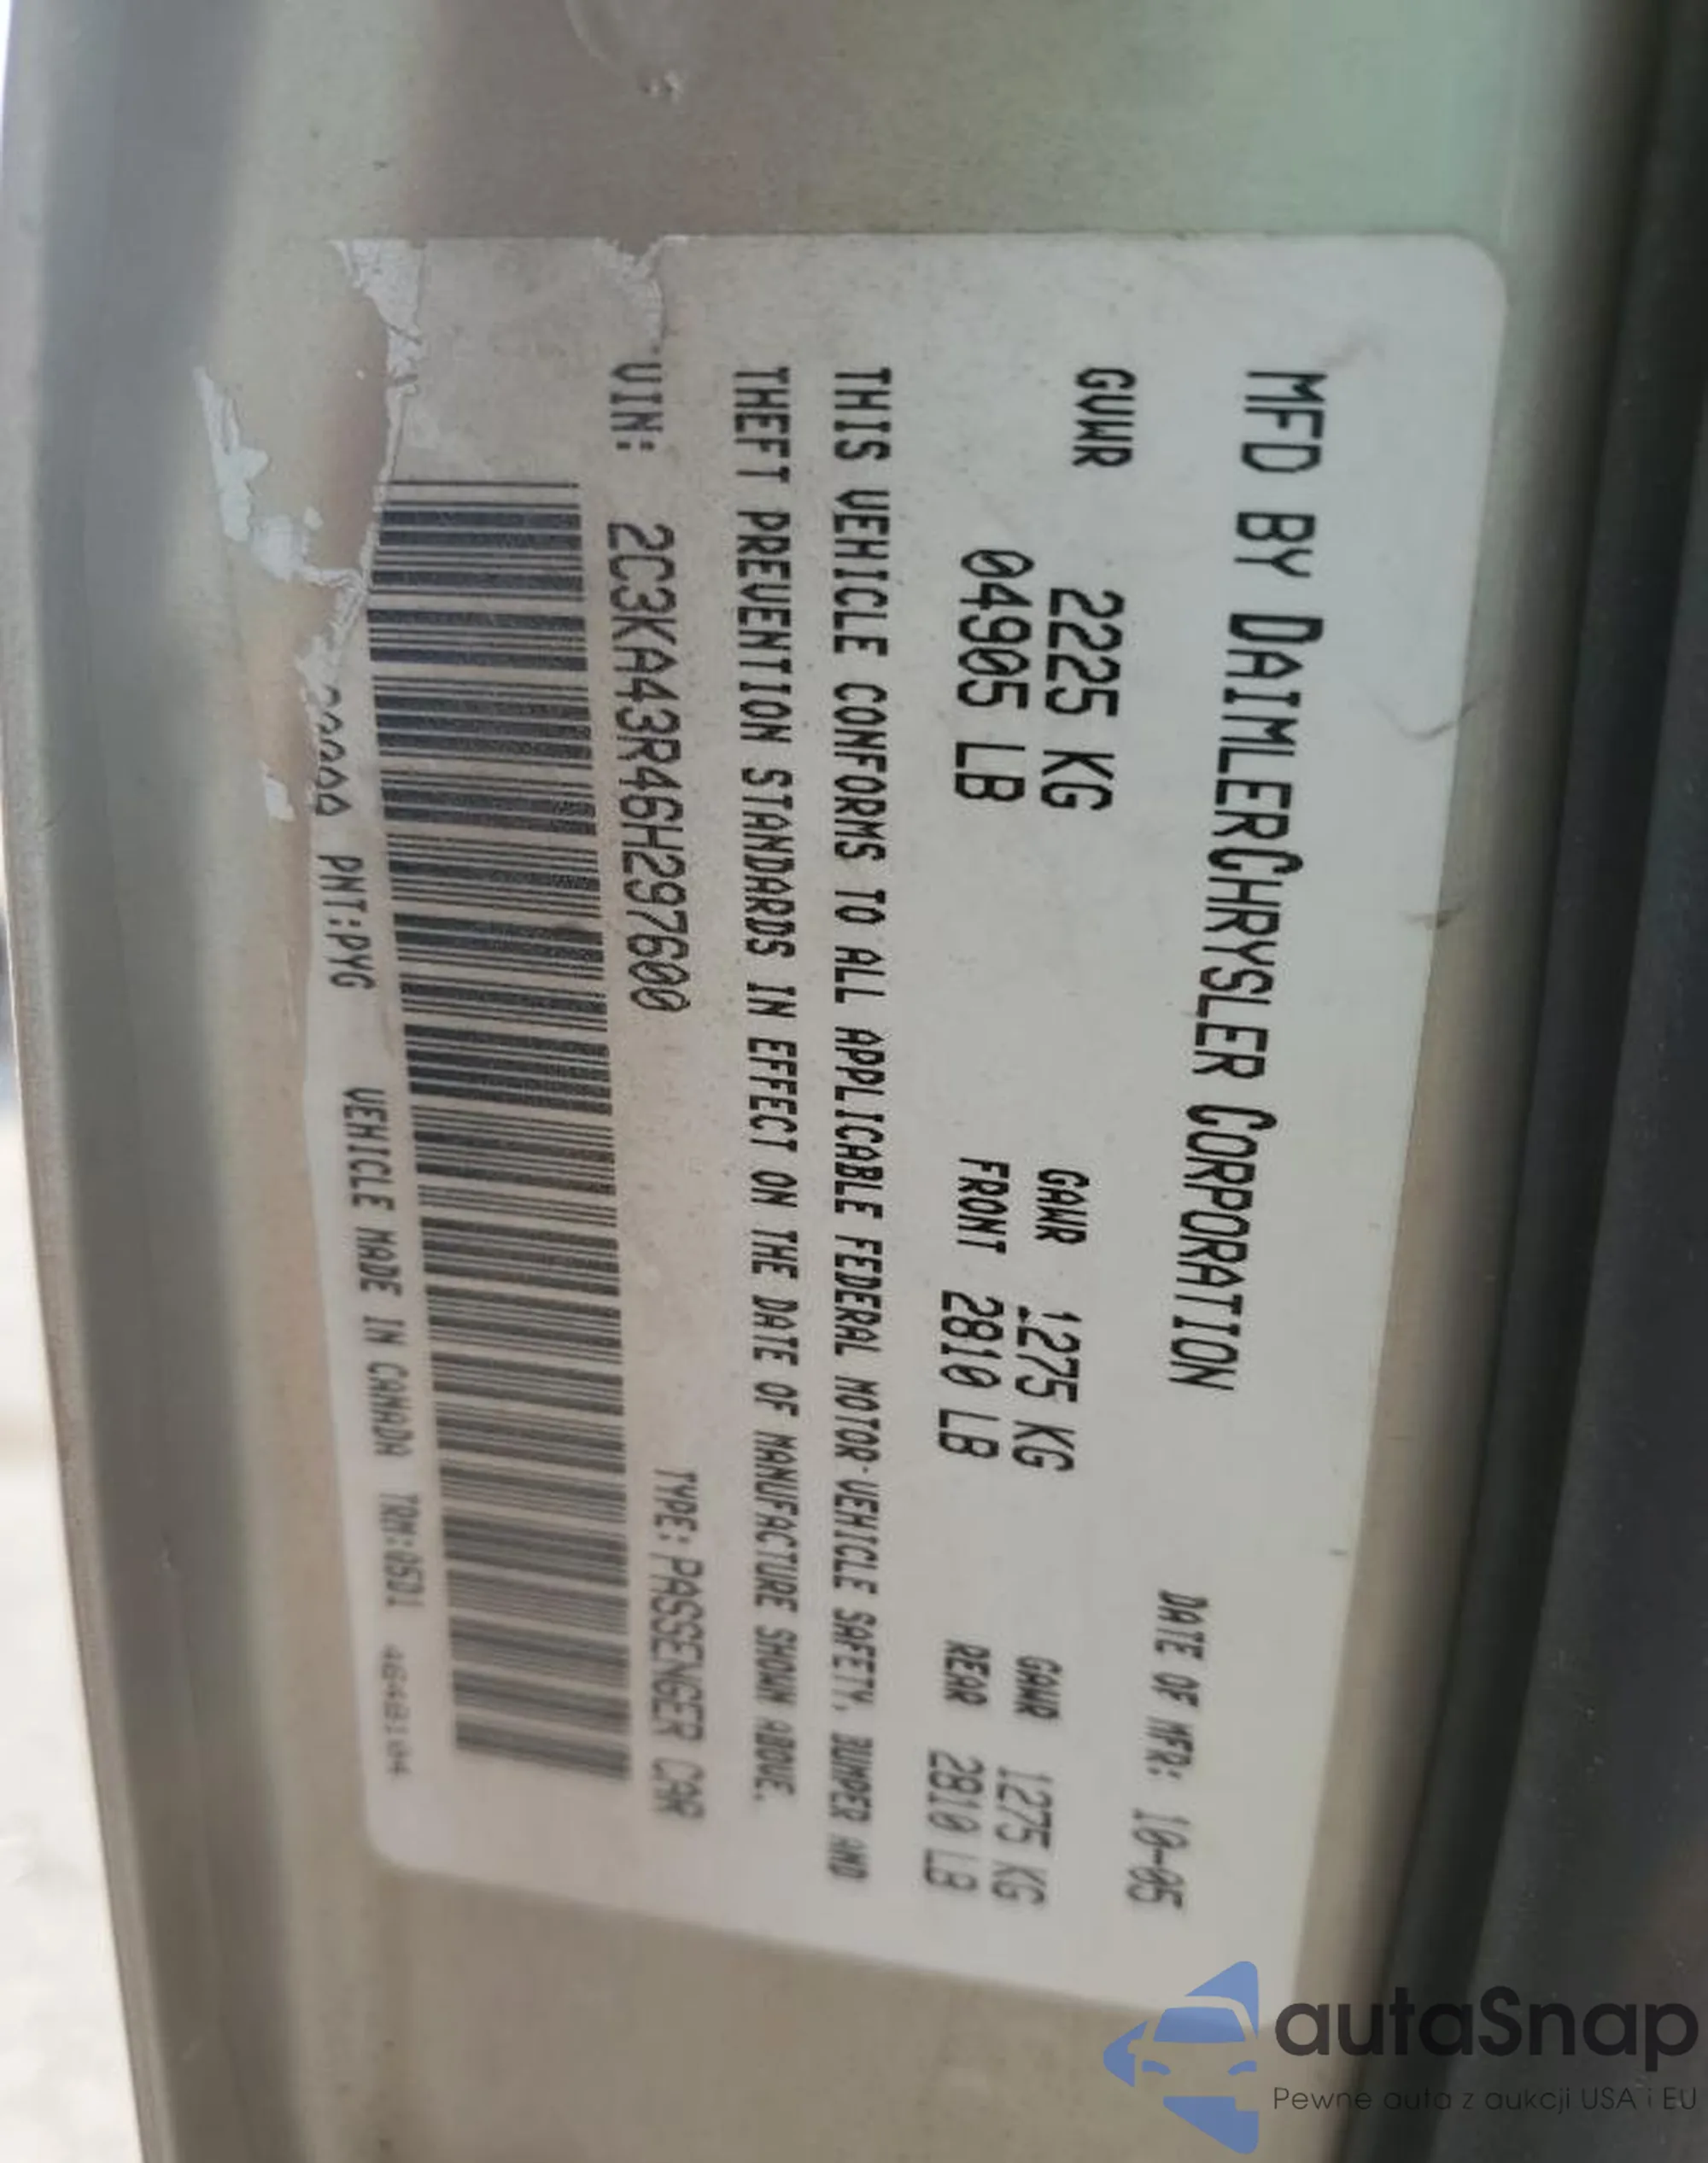 MFD BY DAIMLERCHRYSLER CORPORATION
DATE OF MFR: 10-05
GVWR 2225 KG
04905 LB
GAWR 1275 KG
FRONT 2810 LB
GAWR 1275 KG
REAR 2810 LB
THIS VEHICLE CONFORMS TO ALL APPLICABLE FEDERAL MOTOR VEHICLE SAFETY, BUMPER AND
THEFT PREVENTION STANDARDS IN EFFECT ON THE DATE OF MANUFACTURE SHOWN ABOVE.
VIN: 2C3KA43R46H297600 TYPE: PASSENGER CAR
PNT:PYG VEHICLE MADE IN CANADA TRM:
autaSnap
Pewne auta z aukcji USA i EU